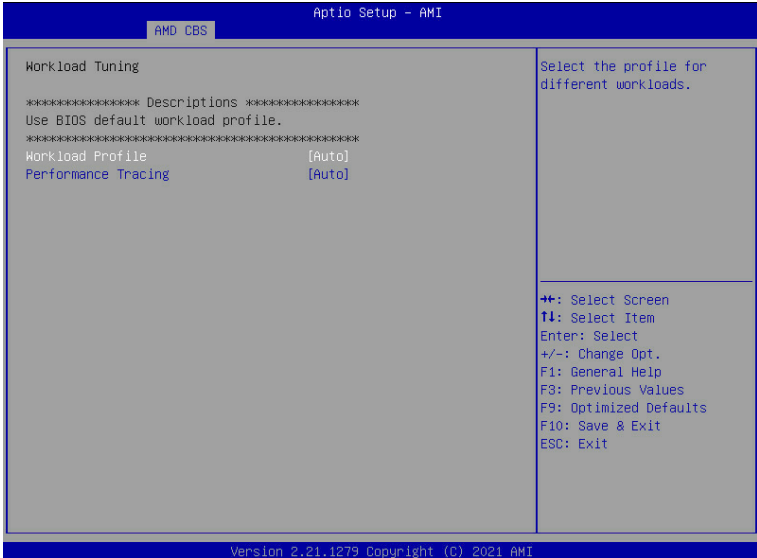 Aptio Setup – AMI
AMD CBS
Workload Tuning
**************** Descriptions ****************
Use BIOS default workload profile.
***********************************************
Workload Profile [Auto]
Performance Tracing [Auto]
Select the profile for
different workloads.
→←: Select Screen
↑↓: Select Item
Enter: Select
+/-: Change Opt.
F1: General Help
F3: Previous Values
F9: Optimized Defaults
F10: Save & Exit
ESC: Exit
Version 2.21.1279 Copyright (C) 2021 AMI